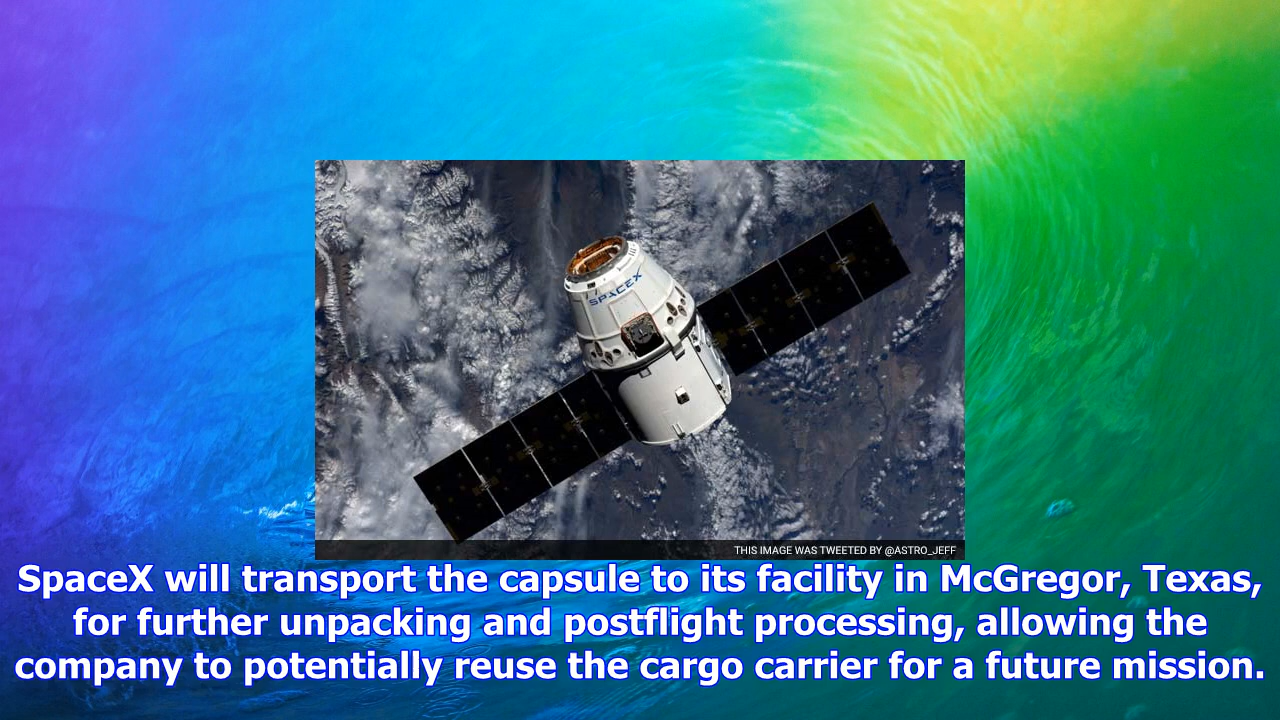 SPACEX
THIS IMAGE WAS TWEETED BY @ASTRO_JEFF
SpaceX will transport the capsule to its facility in McGregor, Texas,
for further unpacking and postflight processing, allowing the
company to potentially reuse the cargo carrier for a future mission.